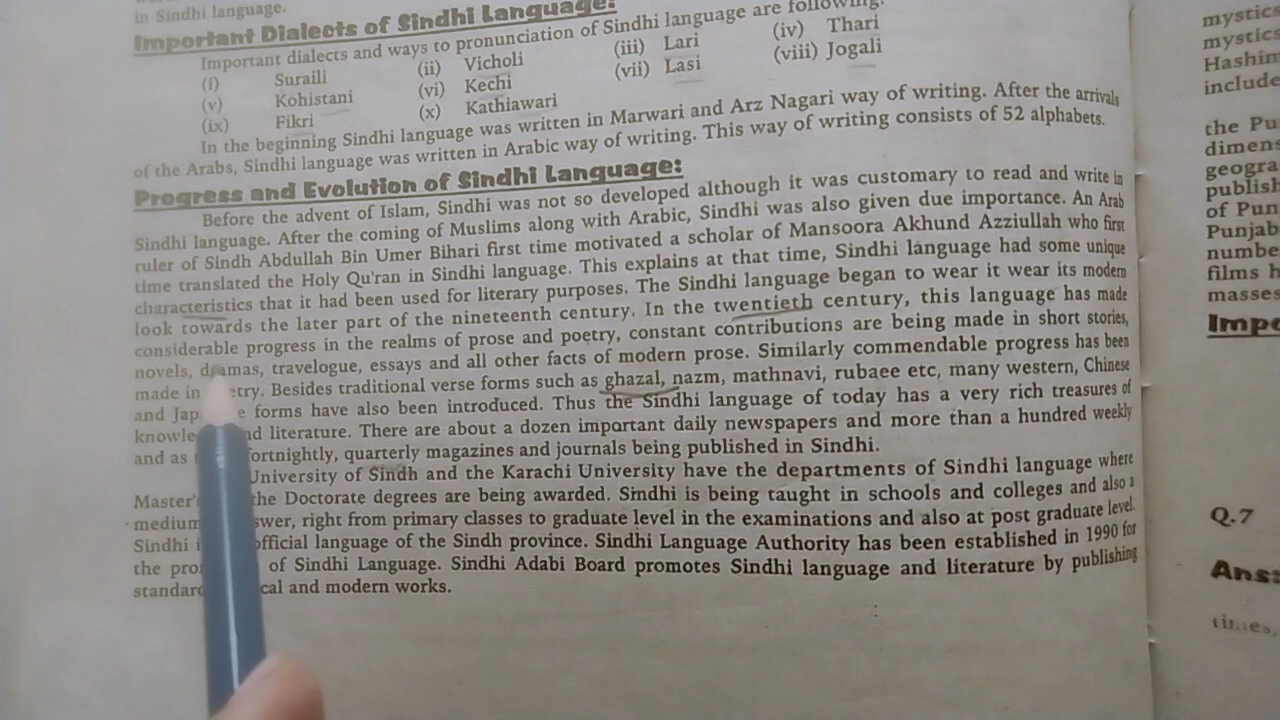 in Sindhi language.
Important Dialects of Sindhi Language:
Important dialects and ways to pronunciation of Sindhi language are following:
(i) Suraili (ii) Vicholi (iii) Lari (iv) Thari
(v) Kohistani (vi) Kechi (vii) Lasi (viii) Jogali
(ix) Fikri (x) Kathiawari
In the beginning Sindhi language was written in Marwari and Arz Nagari way of writing. After the arrivals
of the Arabs, Sindhi language was written in Arabic way of writing. This way of writing consists of 52 alphabets.
Progress and Evolution of Sindhi Language:
Before the advent of Islam, Sindhi was not so developed although it was customary to read and write in
Sindhi language. After the coming of Muslims along with Arabic, Sindhi was also given due importance. An Arab
ruler of Sindh Abdullah Bin Umer Bihari first time motivated a scholar of Mansoora Akhund Azziullah who first
time translated the Holy Qu'ran in Sindhi language. This explains at that time, Sindhi language had some unique
characteristics that it had been used for literary purposes. The Sindhi language began to wear it wear its modern
look towards the later part of the nineteenth century. In the twentieth century, this language has made
considerable progress in the realms of prose and poetry, constant contributions are being made in short stories,
novels, dramas, travelogue, essays and all other facts of modern prose. Similarly commendable progress has been
made in etry. Besides traditional verse forms such as ghazal, nazm, mathnavi, rubaee etc, many western, Chinese
and Jap e forms have also been introduced. Thus the Sindhi language of today has a very rich treasures of
knowle nd literature. There are about a dozen important daily newspapers and more than a hundred weekly
and as ortnightly, quarterly magazines and journals being published in Sindhi.
University of Sindh and the Karachi University have the departments of Sindhi language where
Master' the Doctorate degrees are being awarded. Sindhi is being taught in schools and colleges and also a
medium swer, right from primary classes to graduate level in the examinations and also at post graduate level.
Sindhi official language of the Sindh province. Sindhi Language Authority has been established in 1990 for
the pro of Sindhi Language. Sindhi Adabi Board promotes Sindhi language and literature by publishing
standard cal and modern works.
mystics
mystics
Hashim
include
the Pu
dimens
geogra
publish
of Pun
Punjab
numbe
films h
masses
Impo
Q.7
Ans:
times,